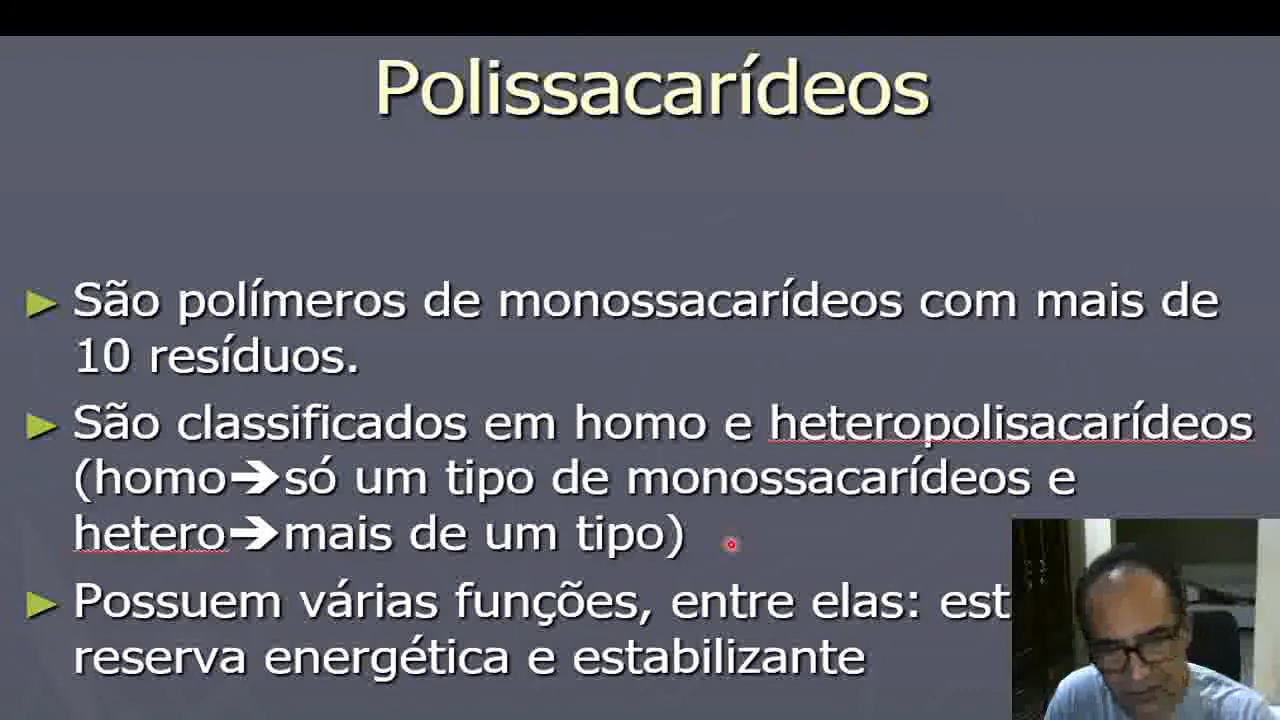 Polissacarídeos
► São polímeros de monossacarídeos com mais de
10 resíduos.
► São classificados em homo e heteropolisacarídeos
(homo➔só um tipo de monossacarídeos e
hetero➔mais de um tipo)
► Possuem várias funções, entre elas: est
reserva energética e estabilizante